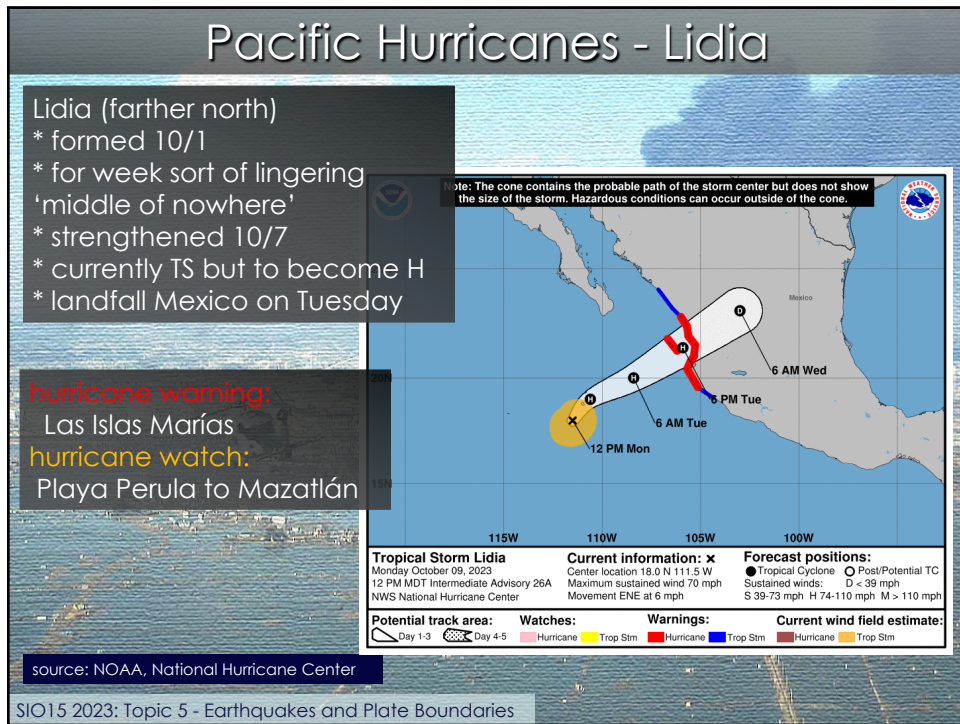 Pacific Hurricanes - Lidia
Lidia (farther north)
* formed 10/1
* for week sort of lingering
‘middle of nowhere’
* strengthened 10/7
* currently TS but to become H
* landfall Mexico on Tuesday
hurricane warning:
Las Islas Marías
hurricane watch:
Playa Perula to Mazatlán
Note: The cone contains the probable path of the storm center but does not show
the size of the storm. Hazardous conditions can occur outside of the cone.
NOAA
NATIONAL WEATHER SERVICE
Mexico
D
6 AM Wed
H
6 PM Tue
H
6 AM Tue
H
12 PM Mon
20N
15N
115W 110W 105W 100W
Tropical Storm Lidia
Monday October 09, 2023
12 PM MDT Intermediate Advisory 26A
NWS National Hurricane Center
Current information: x
Center location 18.0 N 111.5 W
Maximum sustained wind 70 mph
Movement ENE at 6 mph
Forecast positions:
Tropical Cyclone Post/Potential TC
Sustained winds: D < 39 mph
S 39-73 mph H 74-110 mph M > 110 mph
Potential track area:
Day 1-3 Day 4-5
Watches:
Hurricane Trop Stm
Warnings:
Hurricane Trop Stm
Current wind field estimate:
Hurricane Trop Stm
source: NOAA, National Hurricane Center
SIO15 2023: Topic 5 - Earthquakes and Plate Boundaries